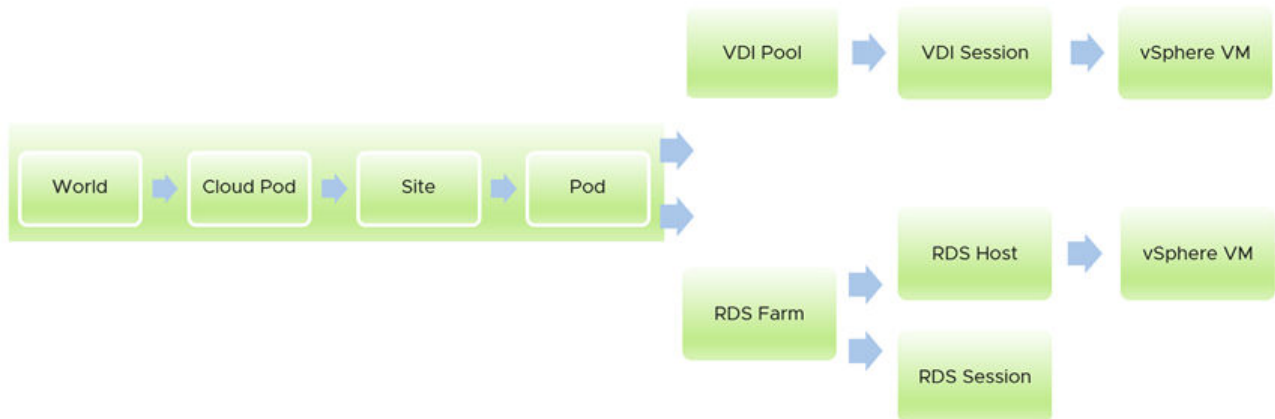 VDI Pool
VDI Session
vSphere VM
World
Cloud Pod
Site
Pod
RDS Host
vSphere VM
RDS Farm
RDS Session